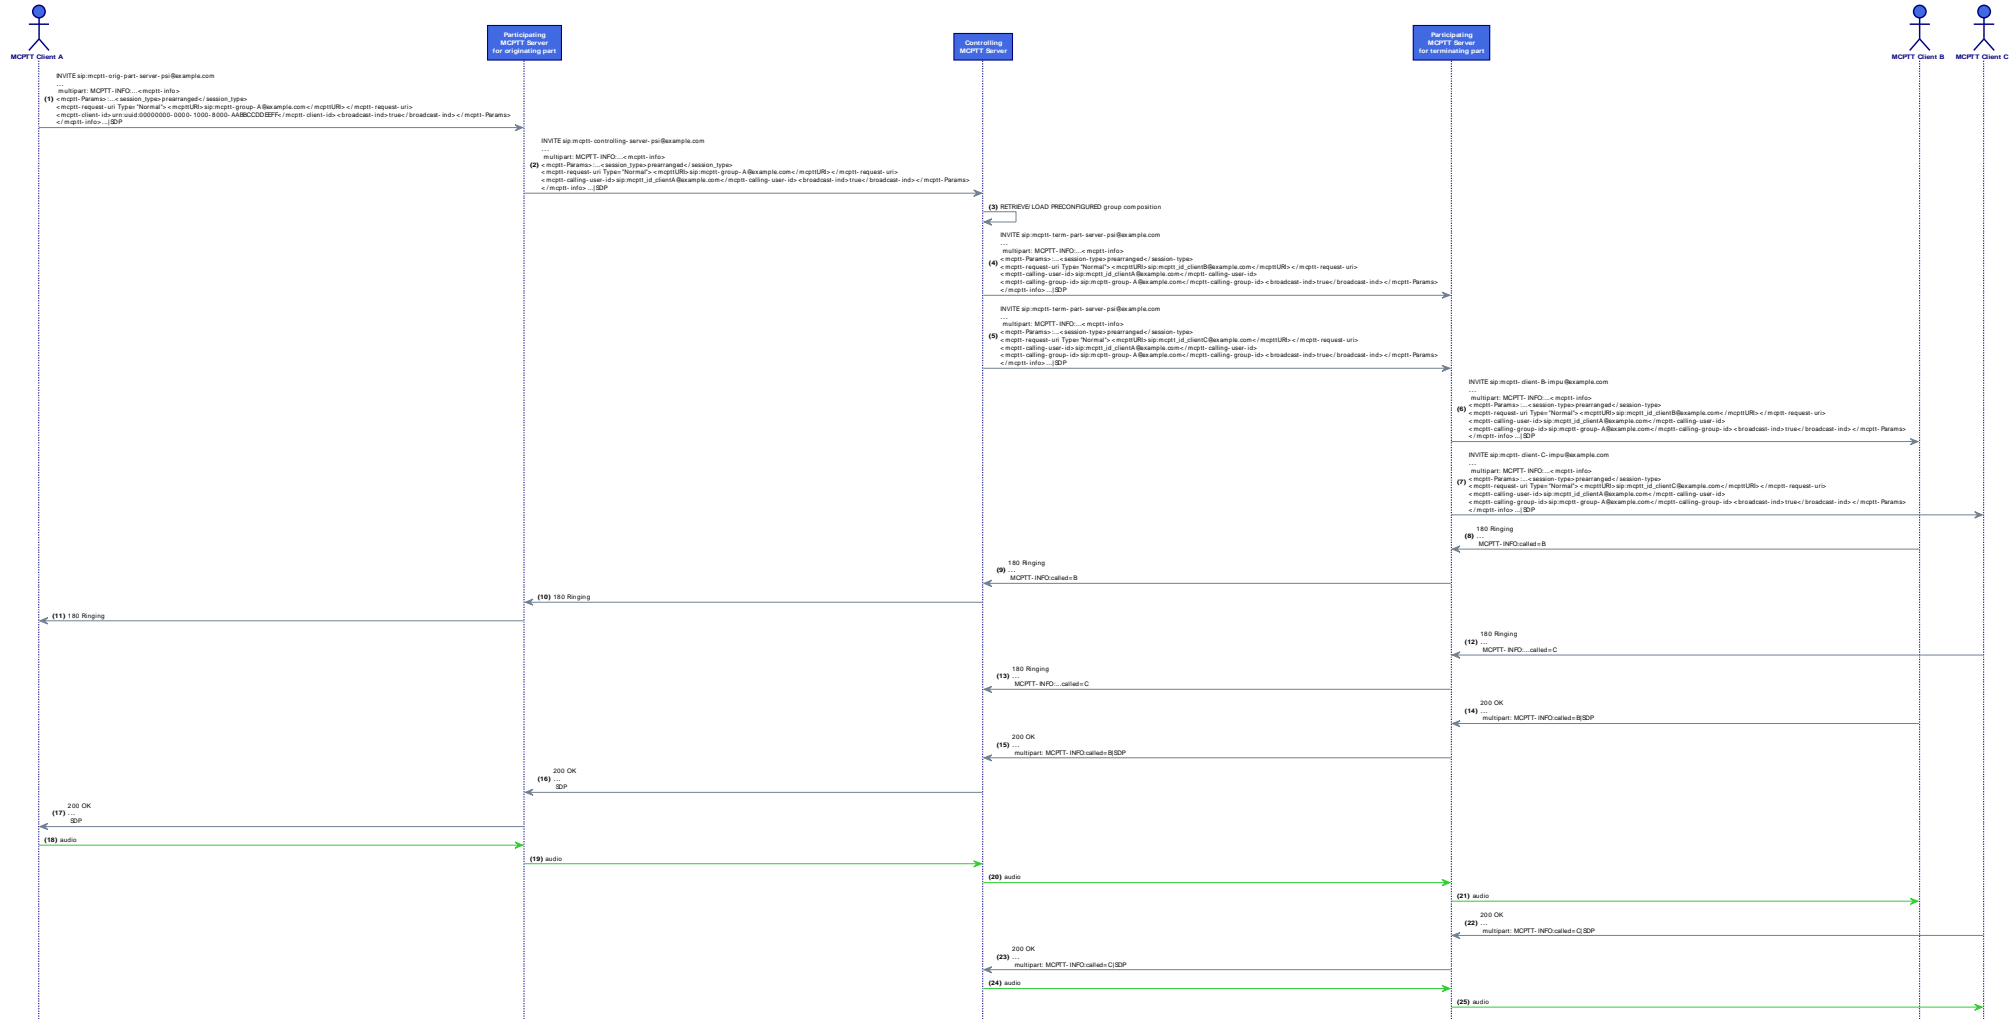 MCPTT Client A
Participating
MCPTT Server
for originating part
Controlling
MCPTT Server
Participating
MCPTT Server
for terminating part
MCPTT Client B
MCPTT Client C
INVITE sip:mcptt-orig-part-server-psi@example.com
...
multipart: MCPTT-INFO:...<mcptt-info>
(1) <mcptt-Params>:...<session_type>prearranged</session_type>
<mcptt-request-uri Type="Normal"><mcpttURI>sip:mcptt-group-A@example.com</mcpttURI></mcptt-request-uri>
<mcptt-client-id>urn:uuid:00000000-0000-1000-8000-AABBCCDDEEFF</mcptt-client-id><broadcast-ind>true</broadcast-ind></mcptt-Params>
</mcptt-info>...|SDP
INVITE sip:mcptt-controlling-server-psi@example.com
...
multipart: MCPTT-INFO:...<mcptt-info>
(2) <mcptt-Params>:...<session_type>prearranged</session_type>
<mcptt-request-uri Type="Normal"><mcpttURI>sip:mcptt-group-A@example.com</mcpttURI></mcptt-request-uri>
<mcptt-calling-user-id>sip:mcptt_id_clientA@example.com</mcptt-calling-user-id><broadcast-ind>true</broadcast-ind></mcptt-Params>
</mcptt-info>...|SDP
(3) RETRIEVE/LOAD PRECONFIGURED group composition
INVITE sip:mcptt-term-part-server-psi@example.com
...
multipart: MCPTT-INFO:...<mcptt-info>
<mcptt-Params>:...<session-type>prearranged</session-type>
(4) <mcptt-request-uri Type="Normal"><mcpttURI>sip:mcptt_id_clientB@example.com</mcpttURI></mcptt-request-uri>
<mcptt-calling-user-id>sip:mcptt_id_clientA@example.com</mcptt-calling-user-id>
<mcptt-calling-group-id>sip:mcptt-group-A@example.com</mcptt-calling-group-id><broadcast-ind>true</broadcast-ind></mcptt-Params>
</mcptt-info>...|SDP
INVITE sip:mcptt-term-part-server-psi@example.com
...
multipart: MCPTT-INFO:...<mcptt-info>
<mcptt-Params>:...<session-type>prearranged</session-type>
(5) <mcptt-request-uri Type="Normal"><mcpttURI>sip:mcptt_id_clientC@example.com</mcpttURI></mcptt-request-uri>
<mcptt-calling-user-id>sip:mcptt_id_clientA@example.com</mcptt-calling-user-id>
<mcptt-calling-group-id>sip:mcptt-group-A@example.com</mcptt-calling-group-id><broadcast-ind>true</broadcast-ind></mcptt-Params>
</mcptt-info>...|SDP
INVITE sip:mcptt-client-B-impu@example.com
...
multipart: MCPTT-INFO:...<mcptt-info>
<mcptt-Params>:...<session-type>prearranged</session-type>
(6) <mcptt-request-uri Type="Normal"><mcpttURI>sip:mcptt_id_clientB@example.com</mcpttURI></mcptt-request-uri>
<mcptt-calling-user-id>sip:mcptt_id_clientA@example.com</mcptt-calling-user-id>
<mcptt-calling-group-id>sip:mcptt-group-A@example.com</mcptt-calling-group-id><broadcast-ind>true</broadcast-ind></mcptt-Params>
</mcptt-info>...|SDP
INVITE sip:mcptt-client-C-impu@example.com
...
multipart: MCPTT-INFO:...<mcptt-info>
<mcptt-Params>:...<session-type>prearranged</session-type>
(7) <mcptt-request-uri Type="Normal"><mcpttURI>sip:mcptt_id_clientC@example.com</mcpttURI></mcptt-request-uri>
<mcptt-calling-user-id>sip:mcptt_id_clientA@example.com</mcptt-calling-user-id>
<mcptt-calling-group-id>sip:mcptt-group-A@example.com</mcptt-calling-group-id><broadcast-ind>true</broadcast-ind></mcptt-Params>
</mcptt-info>...|SDP
180 Ringing
(8) ...
MCPTT-INFO:called=B
180 Ringing
(9) ...
MCPTT-INFO:called=B
(10) 180 Ringing
(11) 180 Ringing
180 Ringing
(12) ...
MCPTT-INFO:...called=C
180 Ringing
(13) ...
MCPTT-INFO:...called=C
200 OK
(14) ...
multipart: MCPTT-INFO:called=B|SDP
200 OK
(15) ...
multipart: MCPTT-INFO:called=B|SDP
200 OK
(16) ...
SDP
200 OK
(17) ...
SDP
(18) audio
(19) audio
(20) audio
(21) audio
200 OK
(22) ...
multipart: MCPTT-INFO:called=C|SDP
200 OK
(23) ...
multipart: MCPTT-INFO:called=C|SDP
(24) audio
(25) audio